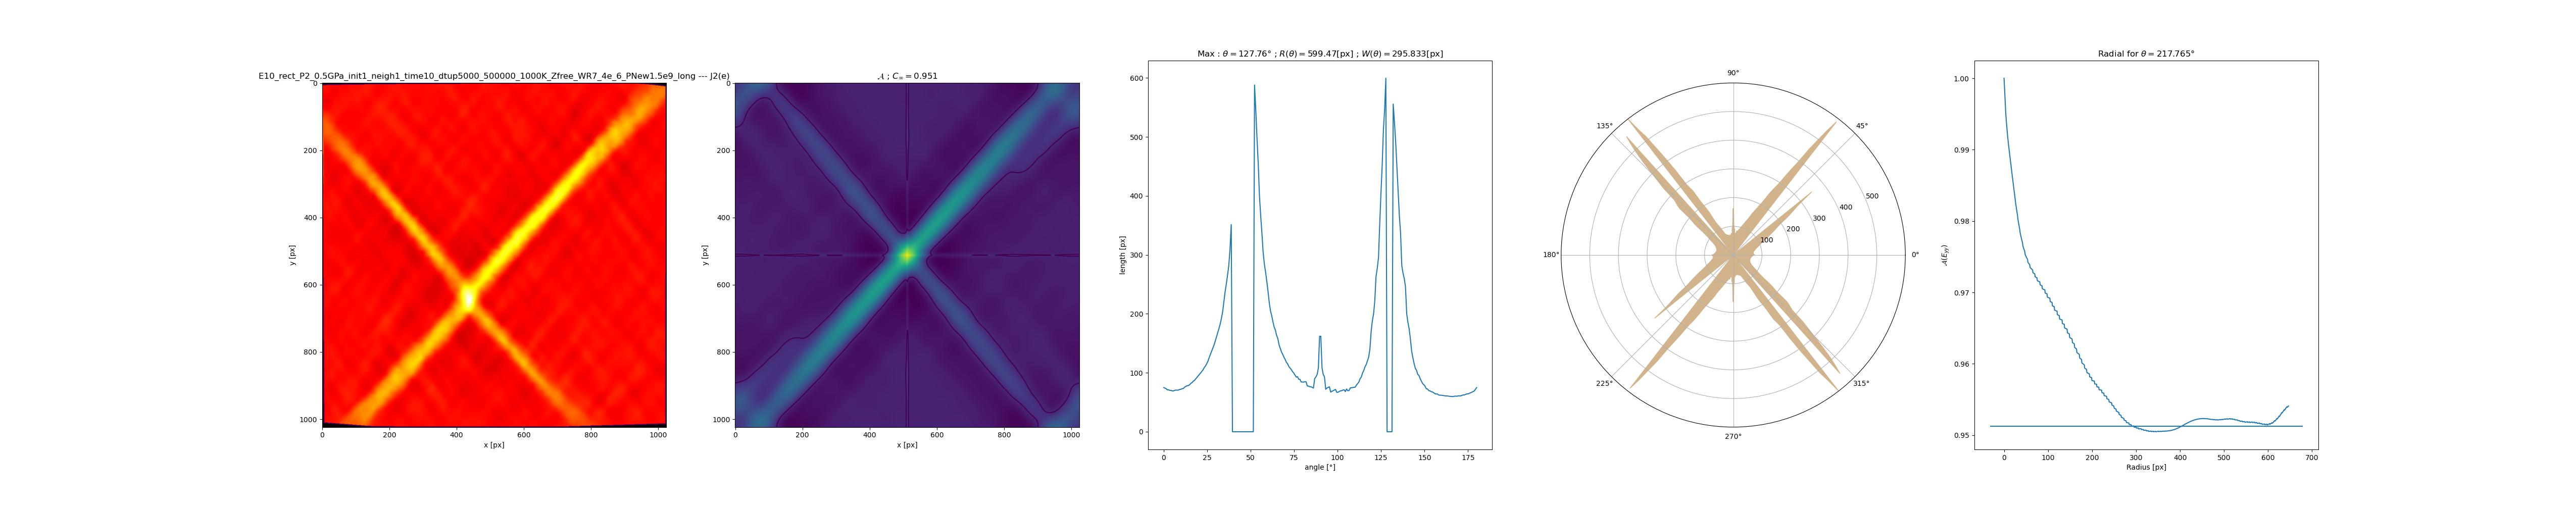 E10_rect_P2_0.5GPa_init1_neigh1_time10_dtup5000_500000_1000K_Zfree_WR7_4e_6_PNew1.5e9_long --- J2(e)
0
200
400
600
800
1000
y [px]
0 200 400 600 800 1000
x [px]
𝒜 ; C∞ = 0.951
0
200
400
600
800
1000
y [px]
0 200 400 600 800 1000
x [px]
Max : θ = 127.76° ; R(θ) = 599.47[px] ; W(θ) = 295.833[px]
600
500
400
300
200
100
0
length [px]
0 25 50 75 100 125 150 175
angle [°]
90°
135° 45°
500
400
300
200
100
180° 0°
225° 315°
270°
Radial for θ = 217.765°
1.00
0.99
0.98
0.97
0.96
0.95
𝒜(Eyy)
0 100 200 300 400 500 600 700
Radius [px]